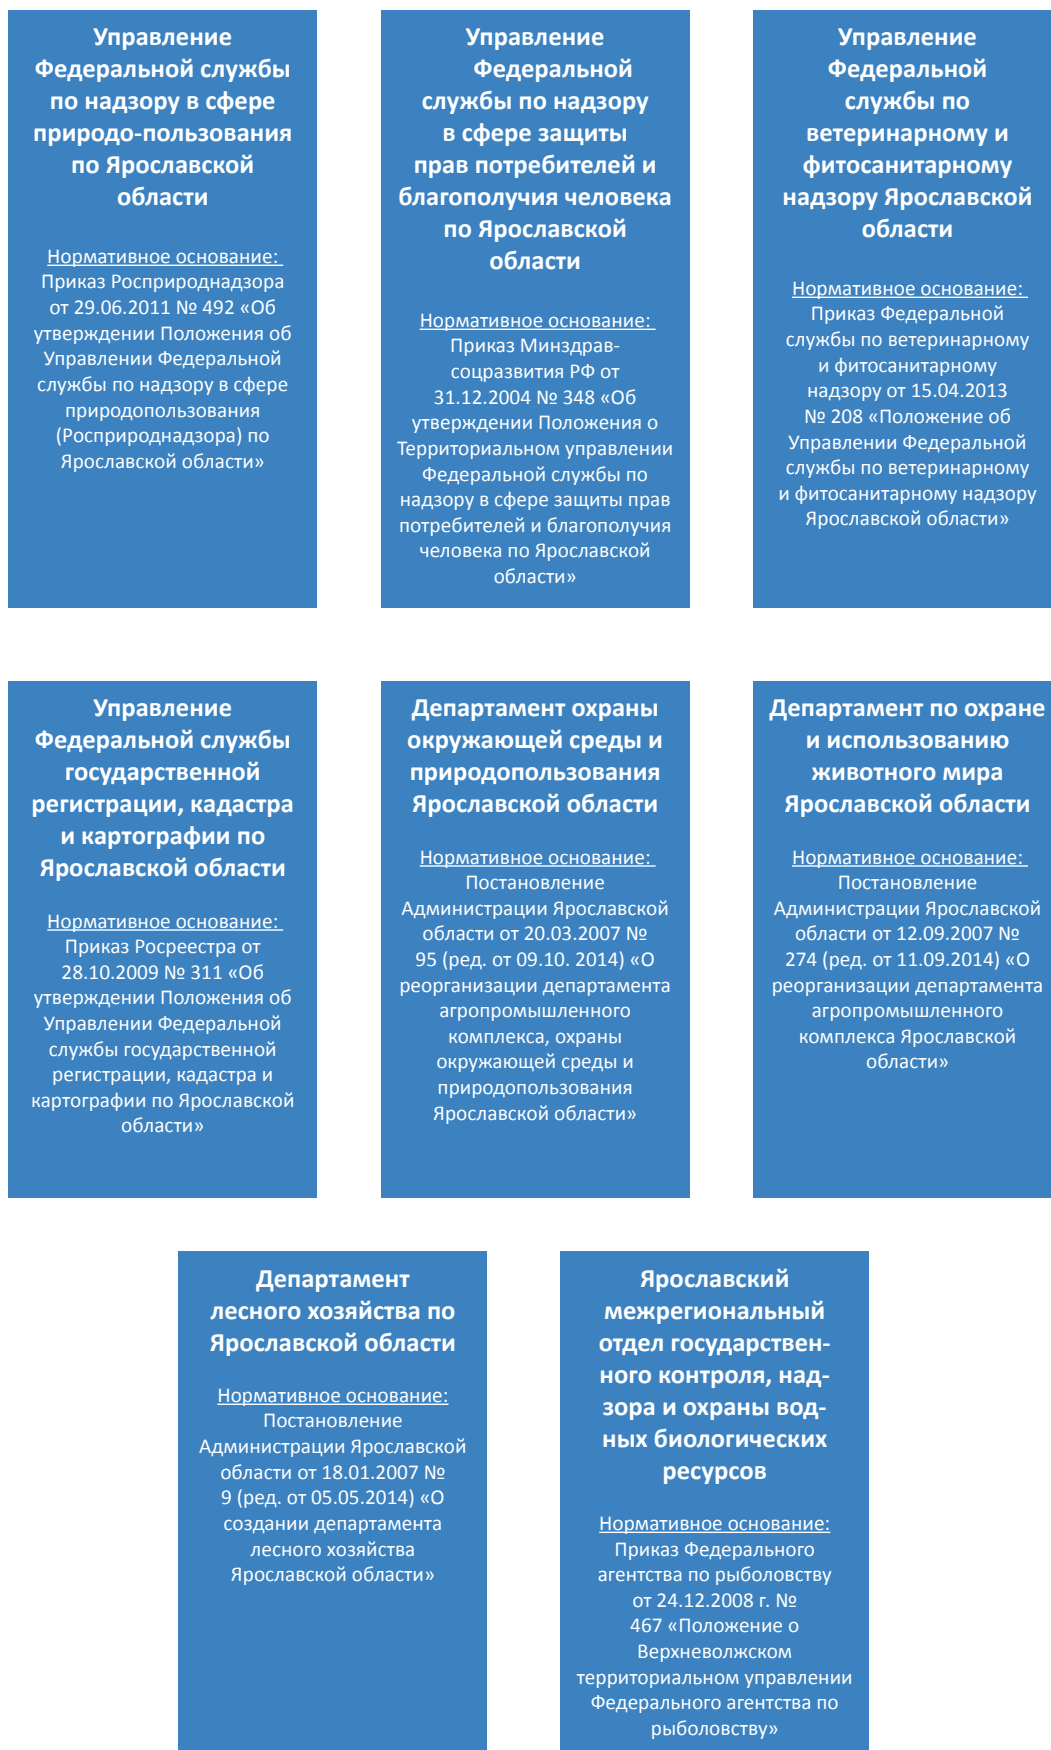 Управление
Федеральной службы
по надзору в сфере
природо-пользования
по Ярославской
области
Нормативное основание:
Приказ Росприроднадзора
от 29.06.2011 № 492 «Об
утверждении Положения об
Управлении Федеральной
службы по надзору в сфере
природопользования
(Росприроднадзора) по
Ярославской области»
Управление
Федеральной
службы по надзору
в сфере защиты
прав потребителей и
благополучия человека
по Ярославской
области
Нормативное основание:
Приказ Минздрав-
соцразвития РФ от
31.12.2004 № 348 «Об
утверждении Положения о
Территориальном управлении
Федеральной службы по
надзору в сфере защиты прав
потребителей и благополучия
человека по Ярославской
области»
Управление
Федеральной
службы по
ветеринарному и
фитосанитарному
надзору Ярославской
области
Нормативное основание:
Приказ Федеральной
службы по ветеринарному
и фитосанитарному
надзору от 15.04.2013
№ 208 «Положение об
Управлении Федеральной
службы по ветеринарному
и фитосанитарному надзору
Ярославской области»
Управление
Федеральной службы
государственной
регистрации, кадастра
и картографии по
Ярославской области
Нормативное основание:
Приказ Росреестра от
28.10.2009 № 311 «Об
утверждении Положения об
Управлении Федеральной
службы государственной
регистрации, кадастра и
картографии по Ярославской
области»
Департамент охраны
окружающей среды и
природопользования
Ярославской области
Нормативное основание:
Постановление
Администрации Ярославской
области от 20.03.2007 №
95 (ред. от 09.10. 2014) «О
реорганизации департамента
агропромышленного
комплекса, охраны
окружающей среды и
природопользования
Ярославской области»
Департамент по охране
и использованию
животного мира
Ярославской области
Нормативное основание:
Постановление
Администрации Ярославской
области от 12.09.2007 №
274 (ред. от 11.09.2014) «О
реорганизации департамента
агропромышленного
комплекса Ярославской
области»
Департамент
лесного хозяйства по
Ярославской области
Нормативное основание:
Постановление
Администрации Ярославской
области от 18.01.2007 №
9 (ред. от 05.05.2014) «О
создании департамента
лесного хозяйства
Ярославской области»
Ярославский
межрегиональный
отдел государствен-
ного контроля, над-
зора и охраны вод-
ных биологических
ресурсов
Нормативное основание:
Приказ Федерального
агентства по рыболовству
от 24.12.2008 г. №
467 «Положение о
Верхневолжском
территориальном управлении
Федерального агентства по
рыболовству»